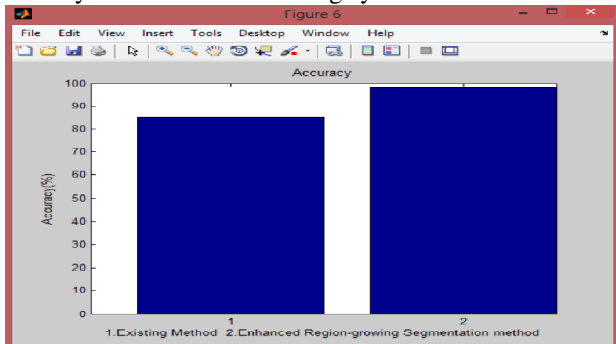 Figure 6
File Edit View Insert Tools Desktop Window Help
Accuracy
100
90
80
70
60
50
40
30
20
10
0
Accuracy(%)
1 2
1.Existing Method 2.Enhanced Region-growing Segmentation method